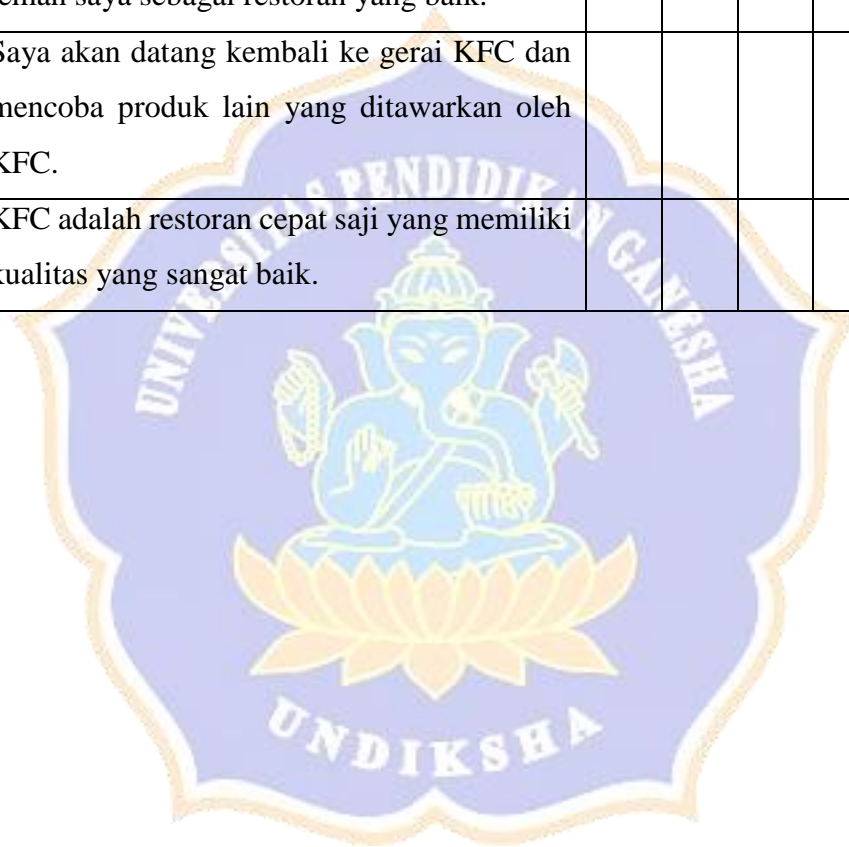 saya sebagai restoran yang baik.
Saya akan datang kembali ke gerai KFC dan
mencoba produk lain yang ditawarkan oleh
KFC.
KFC adalah restoran cepat saji yang memiliki
kualitas yang sangat baik.
UNIVERSITAS PENDIDIKAN GANESHA
UNDIKSHA